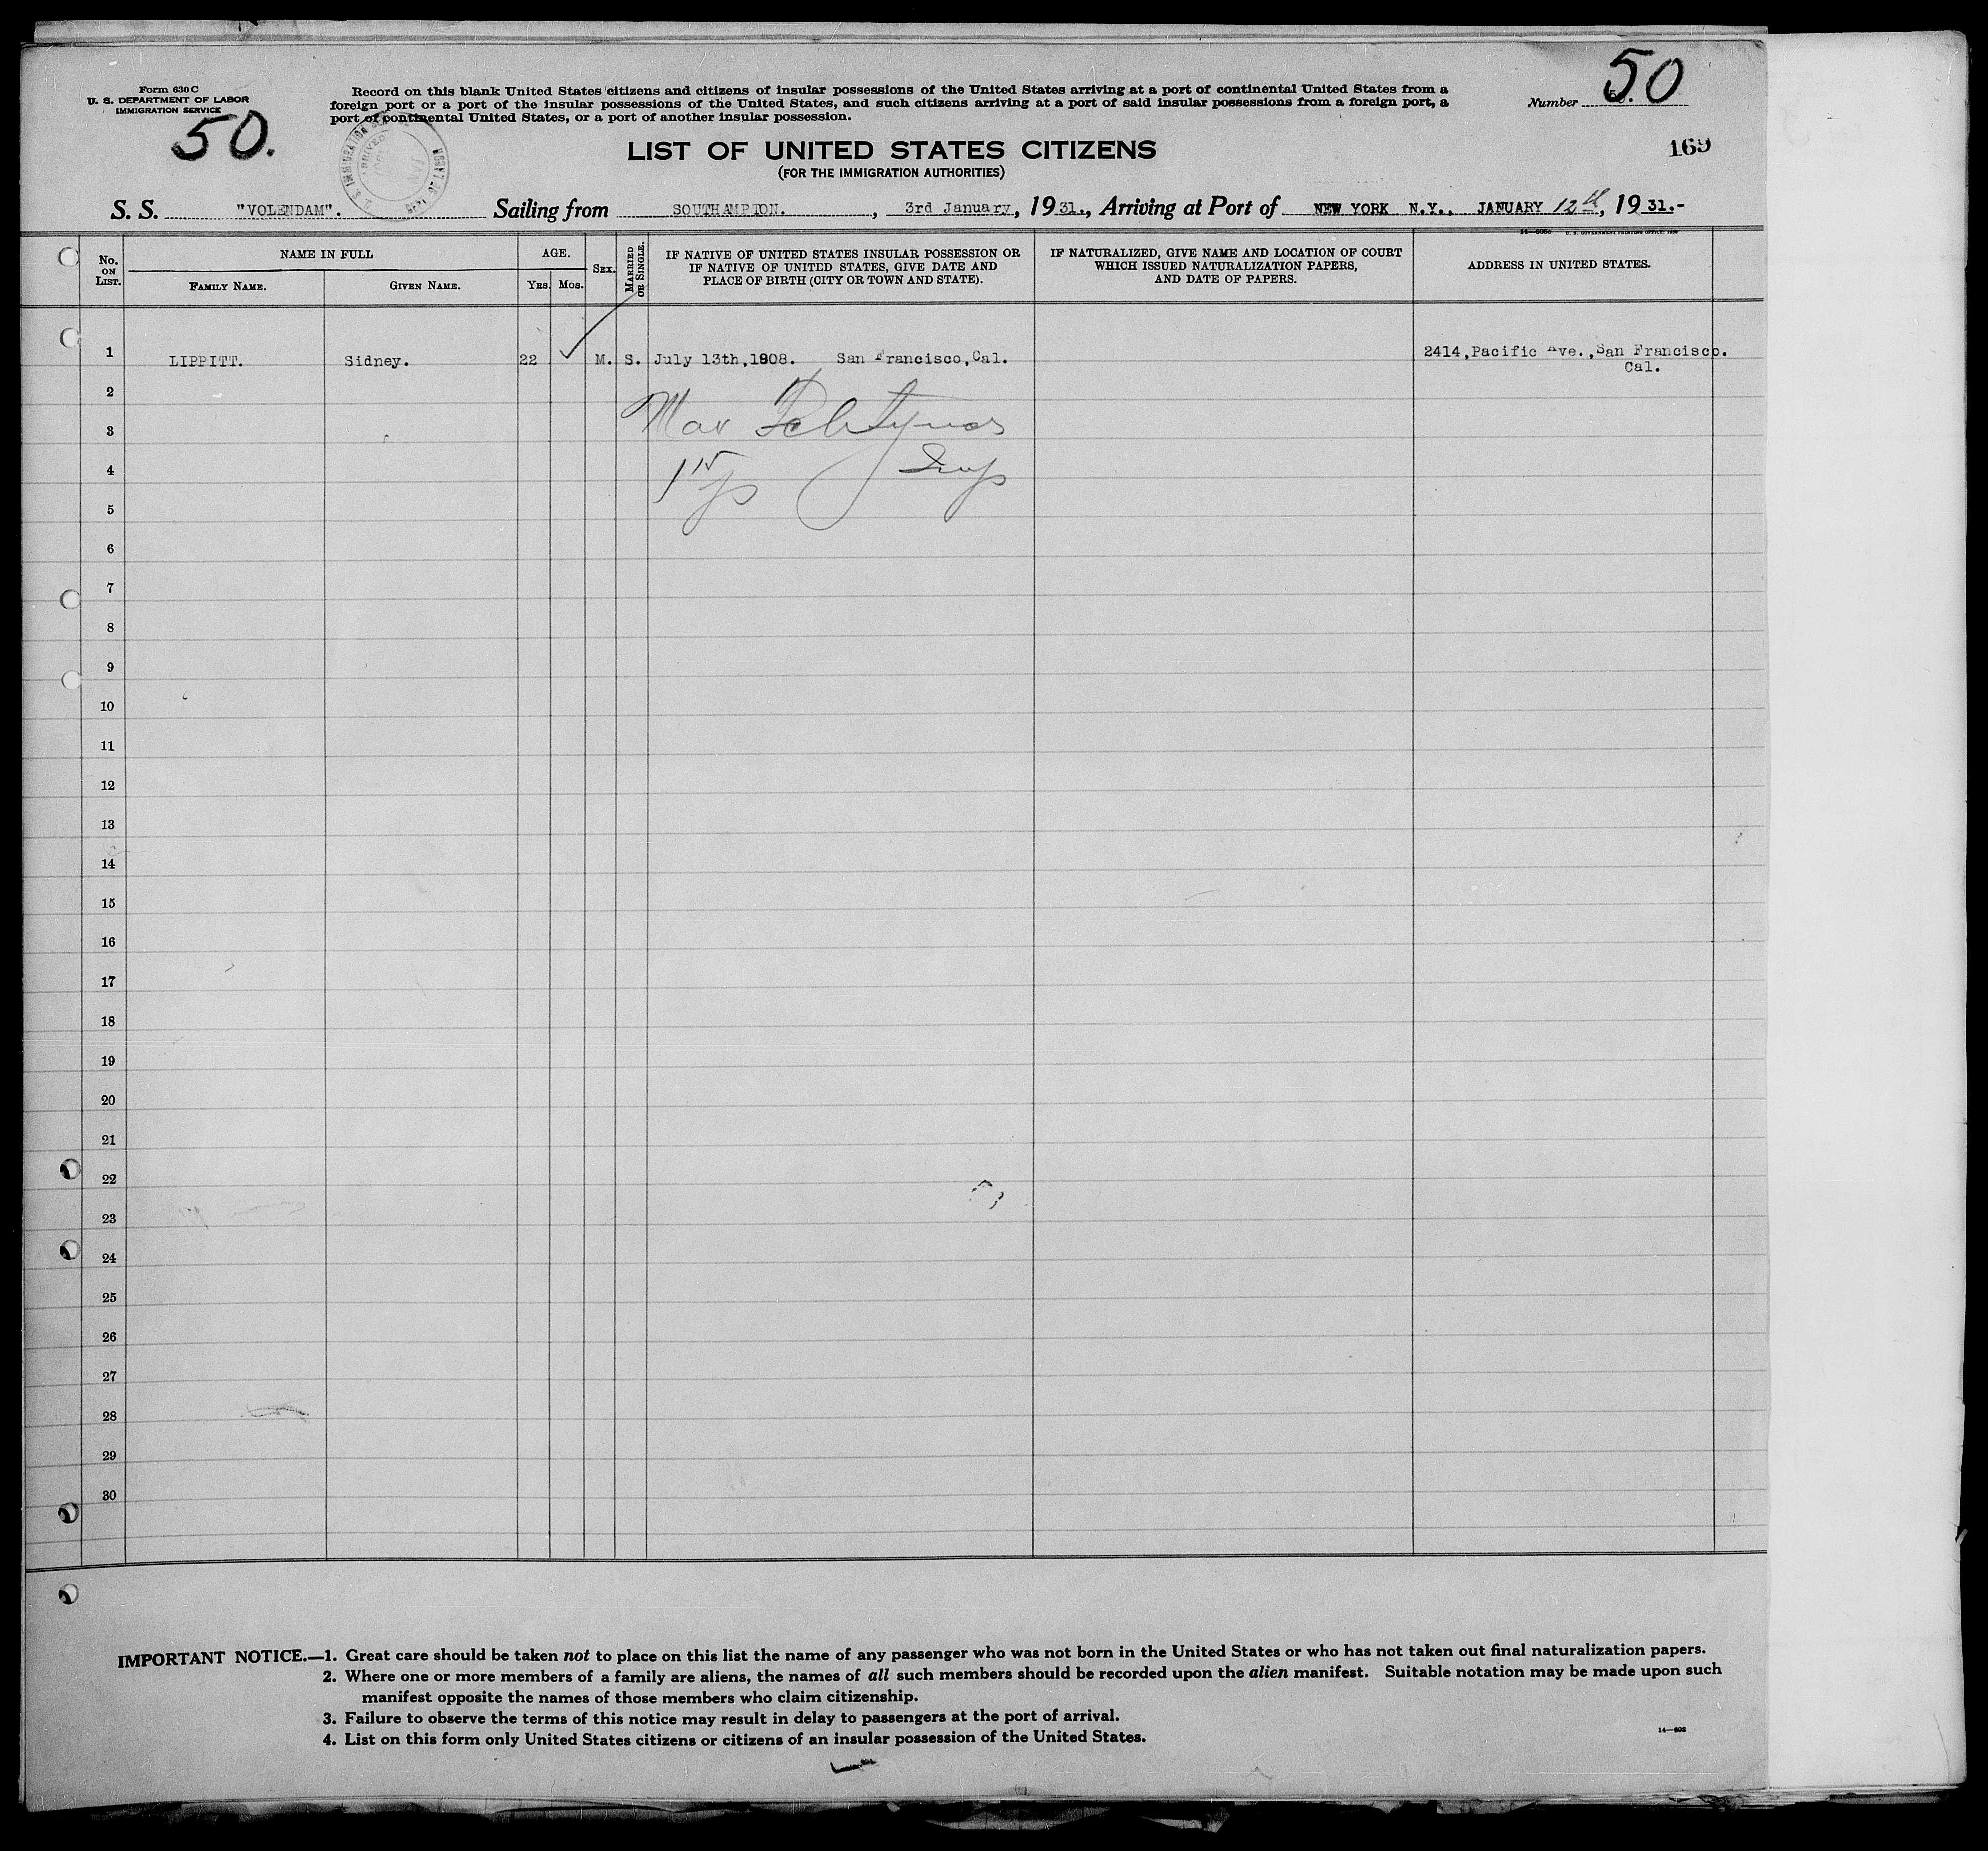 Form 630 C
U. S. DEPARTMENT OF LABOR
IMMIGRATION SERVICE
50.
Record on this blank United States citizens and citizens of insular possessions of the United States arriving at a port of continental United States from a
foreign port or a port of the insular possessions of the United States, and such citizens arriving at a port of said insular possessions from a foreign port, a
port of continental United States, or a port of another insular possession.
Number 50
169
LIST OF UNITED STATES CITIZENS
(FOR THE IMMIGRATION AUTHORITIES)
S. S. "VOLENDAM". Sailing from SOUTHAMPTON. , 3rd January, 1931., Arriving at Port of NEW YORK N.Y., JANUARY 12th, 1931.-
No. ON LIST.
NAME IN FULL
FAMILY NAME.
GIVEN NAME.
AGE.
YRS. MOS.
SEX.
MARRIED OR SINGLE.
IF NATIVE OF UNITED STATES INSULAR POSSESSION OR
IF NATIVE OF UNITED STATES, GIVE DATE AND
PLACE OF BIRTH (CITY OR TOWN AND STATE).
IF NATURALIZED, GIVE NAME AND LOCATION OF COURT
WHICH ISSUED NATURALIZATION PAPERS,
AND DATE OF PAPERS.
ADDRESS IN UNITED STATES.
1 LIPPITT. Sidney. 22 M. S. July 13th,1908. San Francisco,Cal. 2414,Pacific Ave.,San Francisco.
Cal.
2
3
4
5
6
7
8
9
10
11
12
13
14
15
16
17
18
19
20
21
22
23
24
25
26
27
28
29
30
IMPORTANT NOTICE.—1. Great care should be taken not to place on this list the name of any passenger who was not born in the United States or who has not taken out final naturalization papers.
2. Where one or more members of a family are aliens, the names of all such members should be recorded upon the alien manifest. Suitable notation may be made upon such
manifest opposite the names of those members who claim citizenship.
3. Failure to observe the terms of this notice may result in delay to passengers at the port of arrival.
4. List on this form only United States citizens or citizens of an insular possession of the United States.
14—808